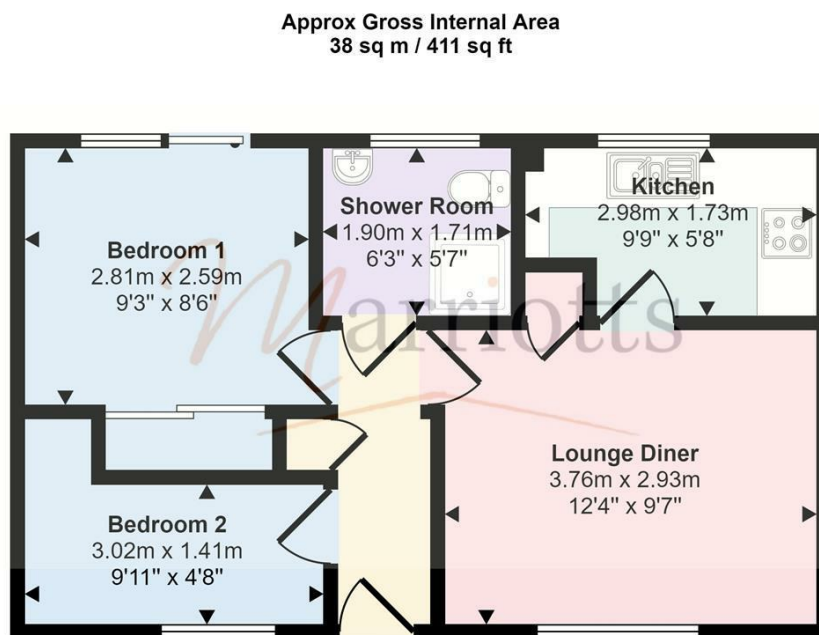 Approx Gross Internal Area
38 sq m / 411 sq ft
Bedroom 1
2.81m x 2.59m
9'3" x 8'6"
Shower Room
1.90m x 1.71m
6'3" x 5'7"
Kitchen
2.98m x 1.73m
9'9" x 5'8"
Marriotts
Lounge Diner
3.76m x 2.93m
12'4" x 9'7"
Bedroom 2
3.02m x 1.41m
9'11" x 4'8"